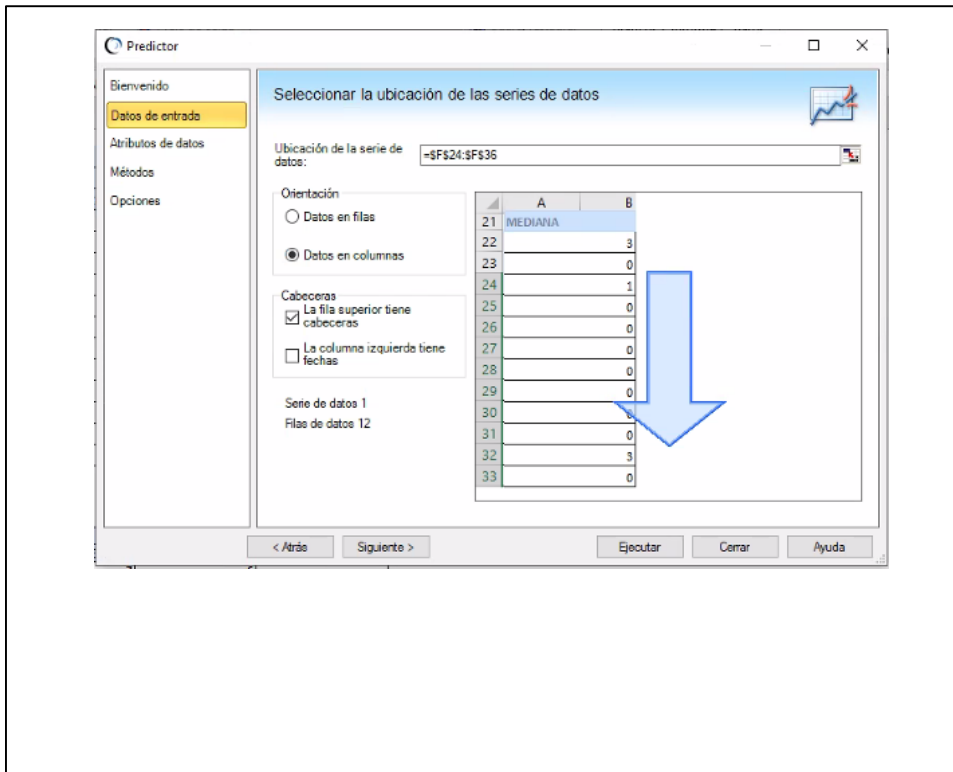 Predictor
Bienvenido
Datos de entrada
Atributos de datos
Métodos
Opciones
Seleccionar la ubicación de las series de datos
Ubicación de la serie de
datos:
=$F$24:$F$36
Orientación
Datos en filas
Datos en columnas
Cabeceras
La fila superior tiene
cabeceras
La columna izquierda tiene
fechas
Serie de datos 1
Filas de datos 12
A B
21 MEDIANA
22 3
23 0
24 1
25 0
26 0
27 0
28 0
29 0
30
31 0
32 3
33 0
< Atrás Siguiente > Ejecutar Cerrar Ayuda